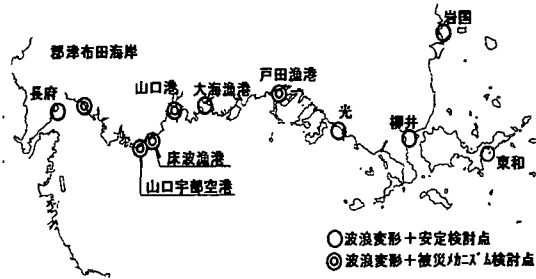 岩国
郡津布田海岸
長府
山口港
大海漁港
戸田漁港
光
柳井
東和
床波漁港
山口宇部空港
○波浪変形＋安定検討点
◎波浪変形＋被災メカニズム検討点